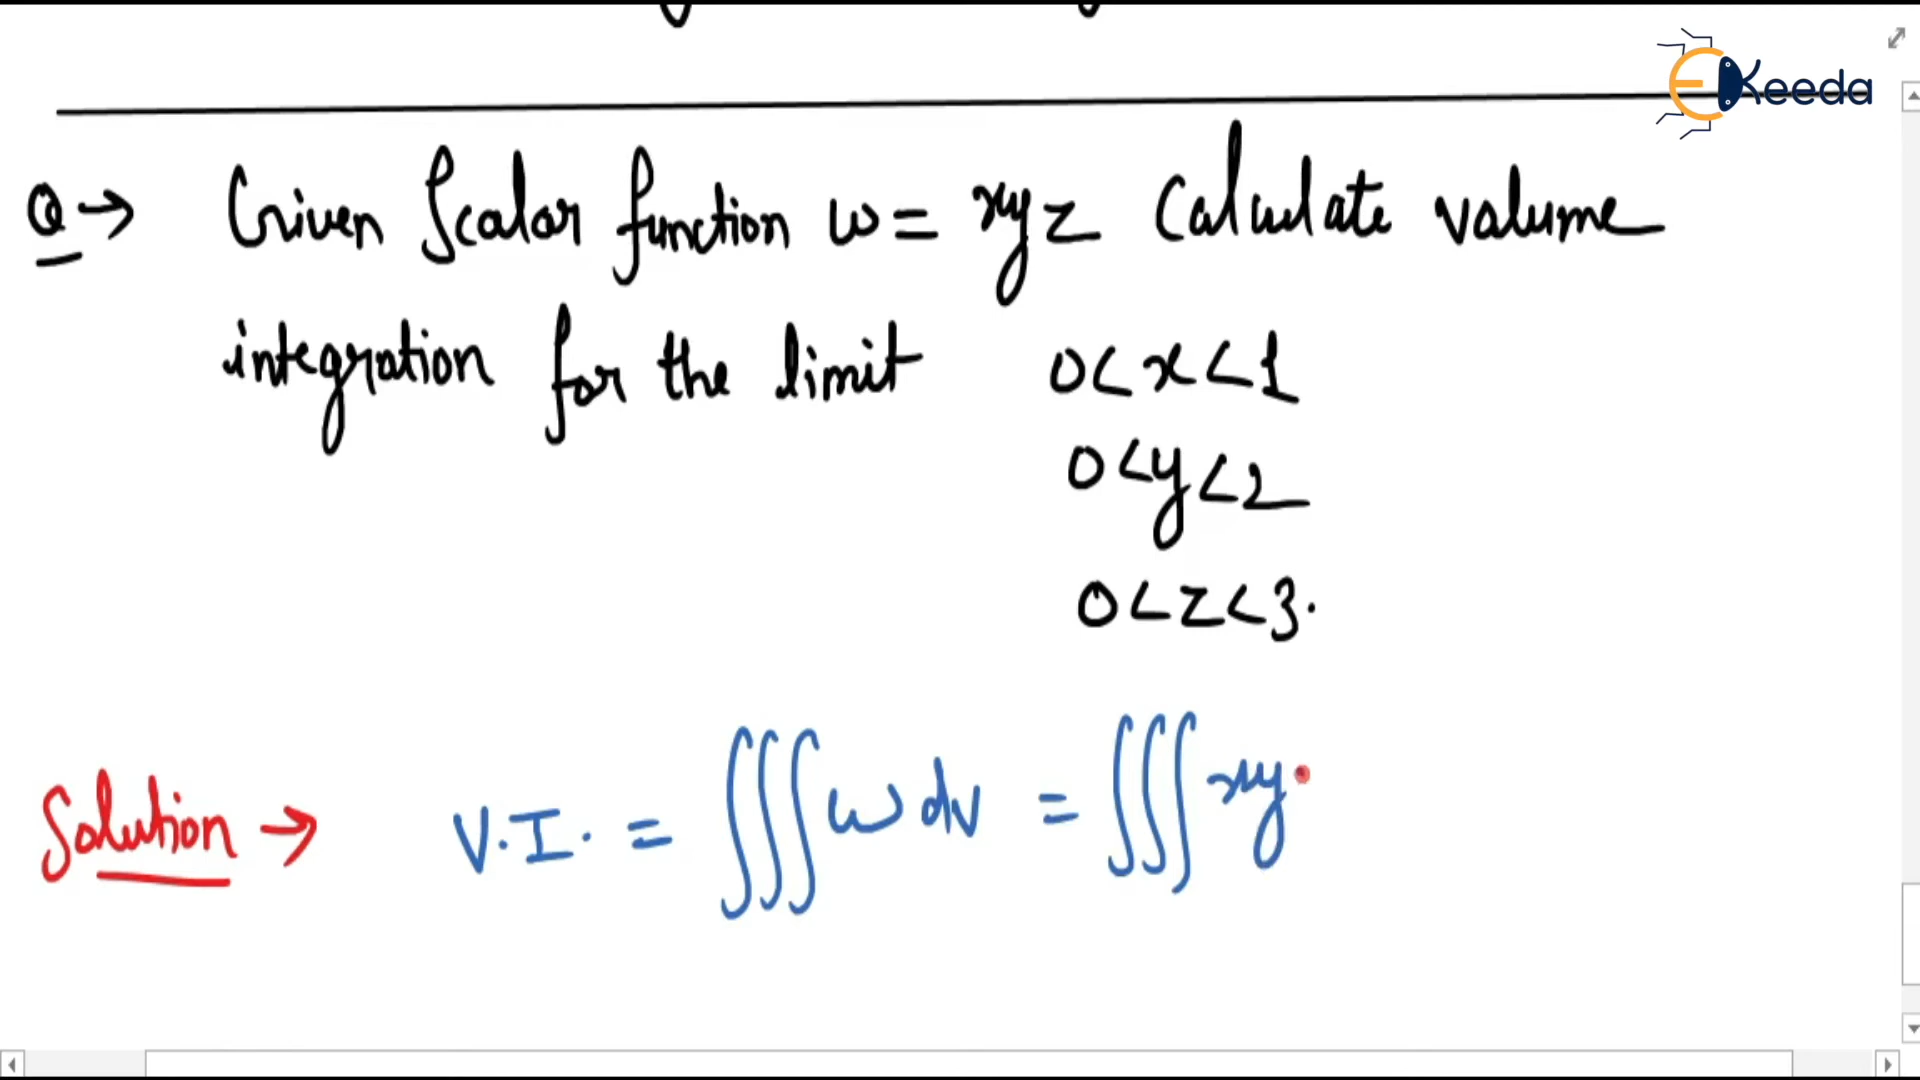 EKeeda
Q→ Given Scalar function w = xyz Calculate volume
integration for the limit 0<x<1
0<y<2
0<z<3.
Solution → V.I. = ∭ w dv = ∭ xy